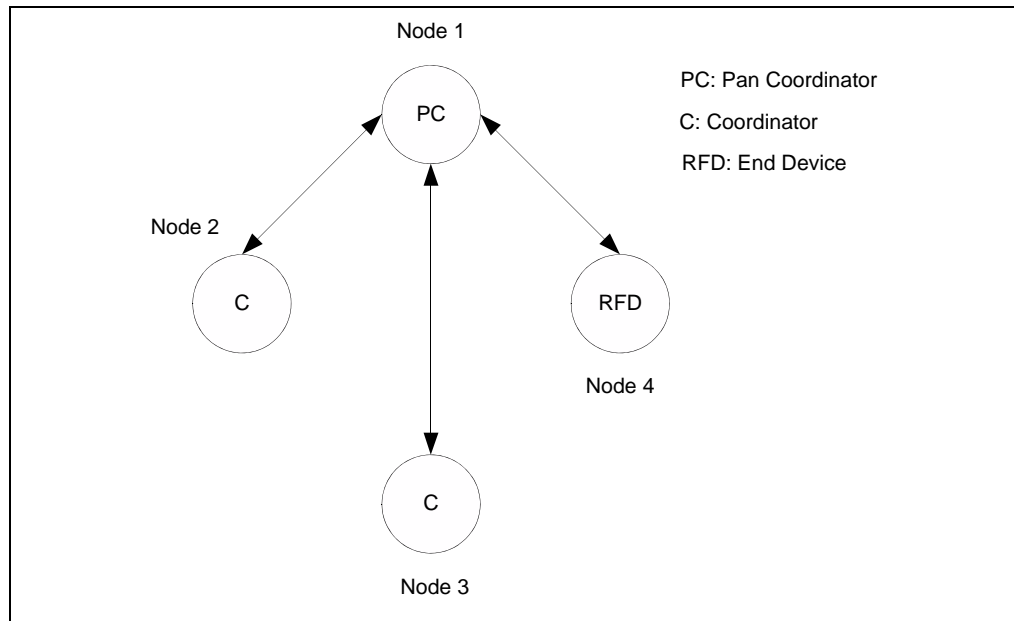 Node 1
PC
PC: Pan Coordinator
C: Coordinator
RFD: End Device
Node 2
C
RFD
Node 4
C
Node 3